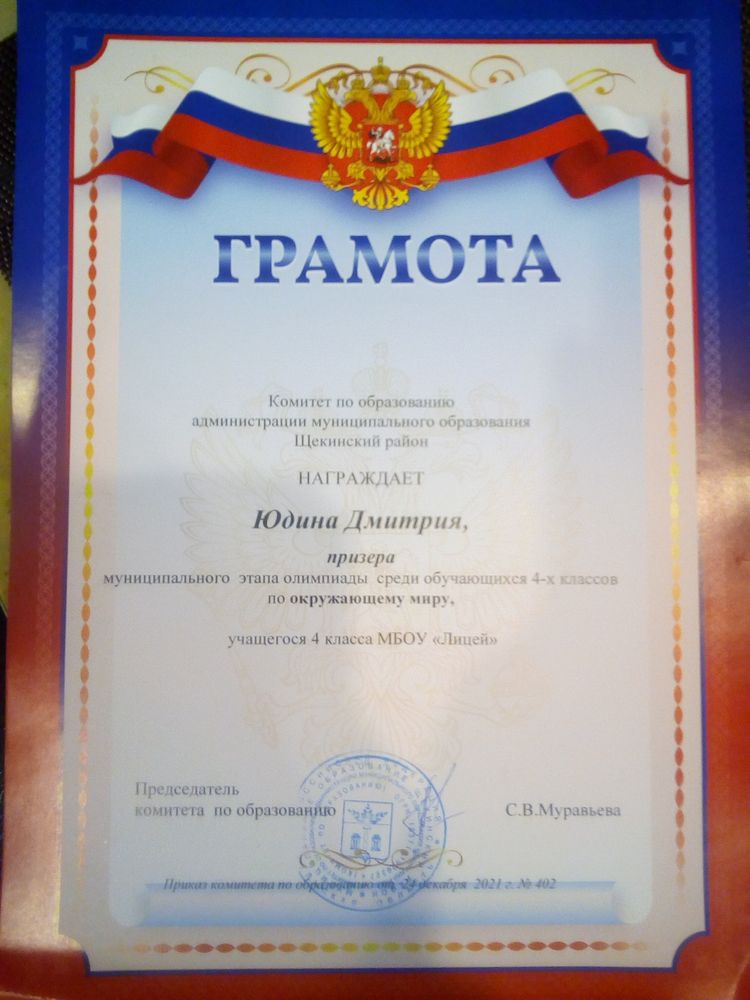 ГРАМОТА
Комитет по образованию
администрации муниципального образования
Щекинский район
НАГРАЖДАЕТ
Юдина Дмитрия,
призера
муниципального этапа олимпиады среди обучающихся 4-х классов
по окружающему миру,
учащегося 4 класса МБОУ «Лицей»
Председатель
комитета по образованию
С.В.Муравьева
Приказ комитета по образованию от 24 декабря 2021 г. № 402